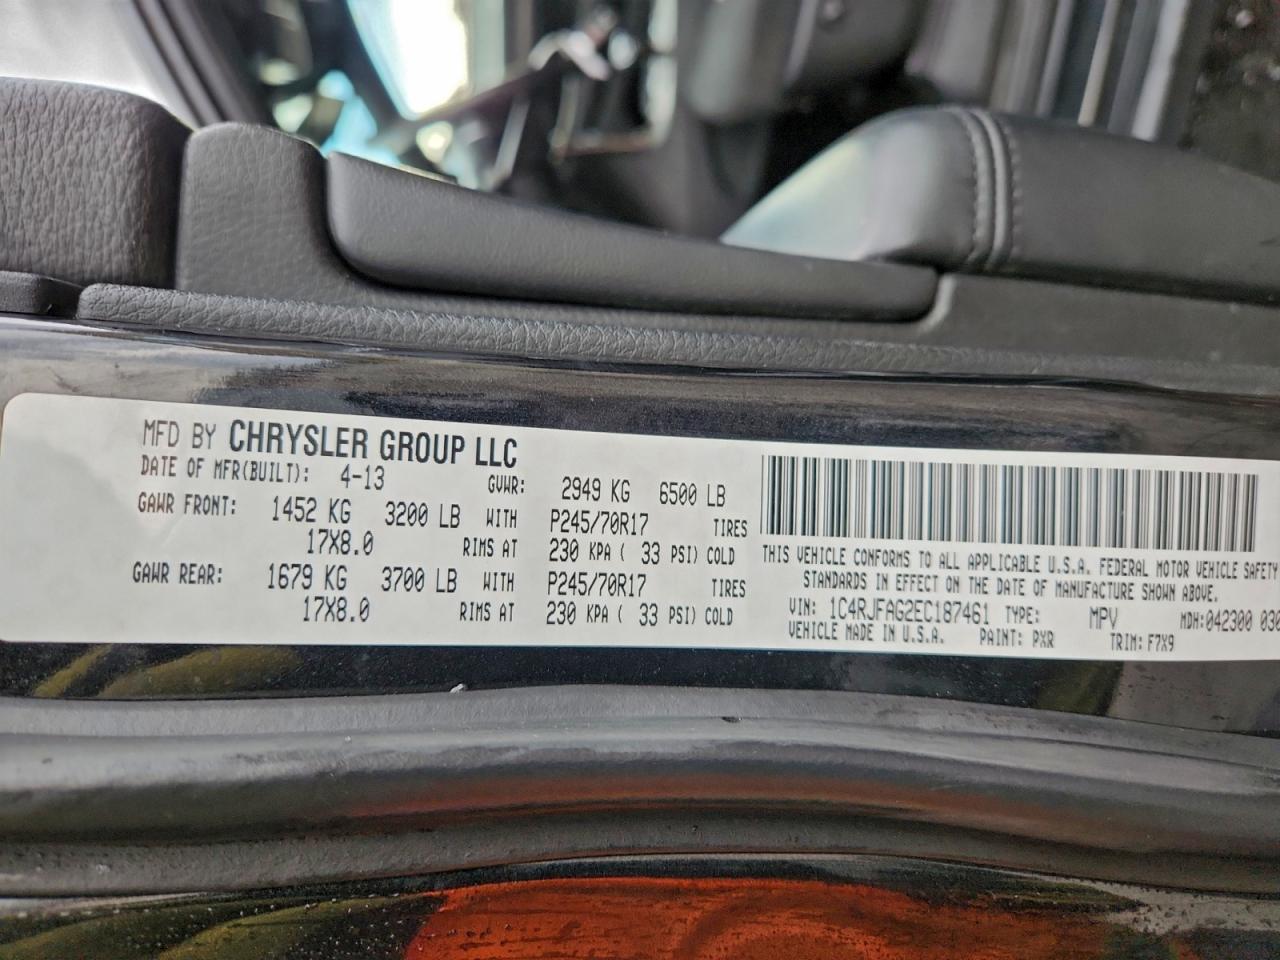 MFD BY CHRYSLER GROUP LLC
DATE OF MFR(BUILT): 4-13 GVWR: 2949 KG 6500 LB
GAWR FRONT: 1452 KG 3200 LB WITH P245/70R17 TIRES
17X8.0 RIMS AT 230 KPA ( 33 PSI) COLD
GAWR REAR: 1679 KG 3700 LB WITH P245/70R17 TIRES
17X8.0 RIMS AT 230 KPA ( 33 PSI) COLD
THIS VEHICLE CONFORMS TO ALL APPLICABLE U.S.A. FEDERAL MOTOR VEHICLE SAFETY
STANDARDS IN EFFECT ON THE DATE OF MANUFACTURE SHOWN ABOVE.
VIN: 1C4RJFAG2EC187461 TYPE: MPV MDH:042300 030
VEHICLE MADE IN U.S.A. PAINT: PXR TRIM: F7X9